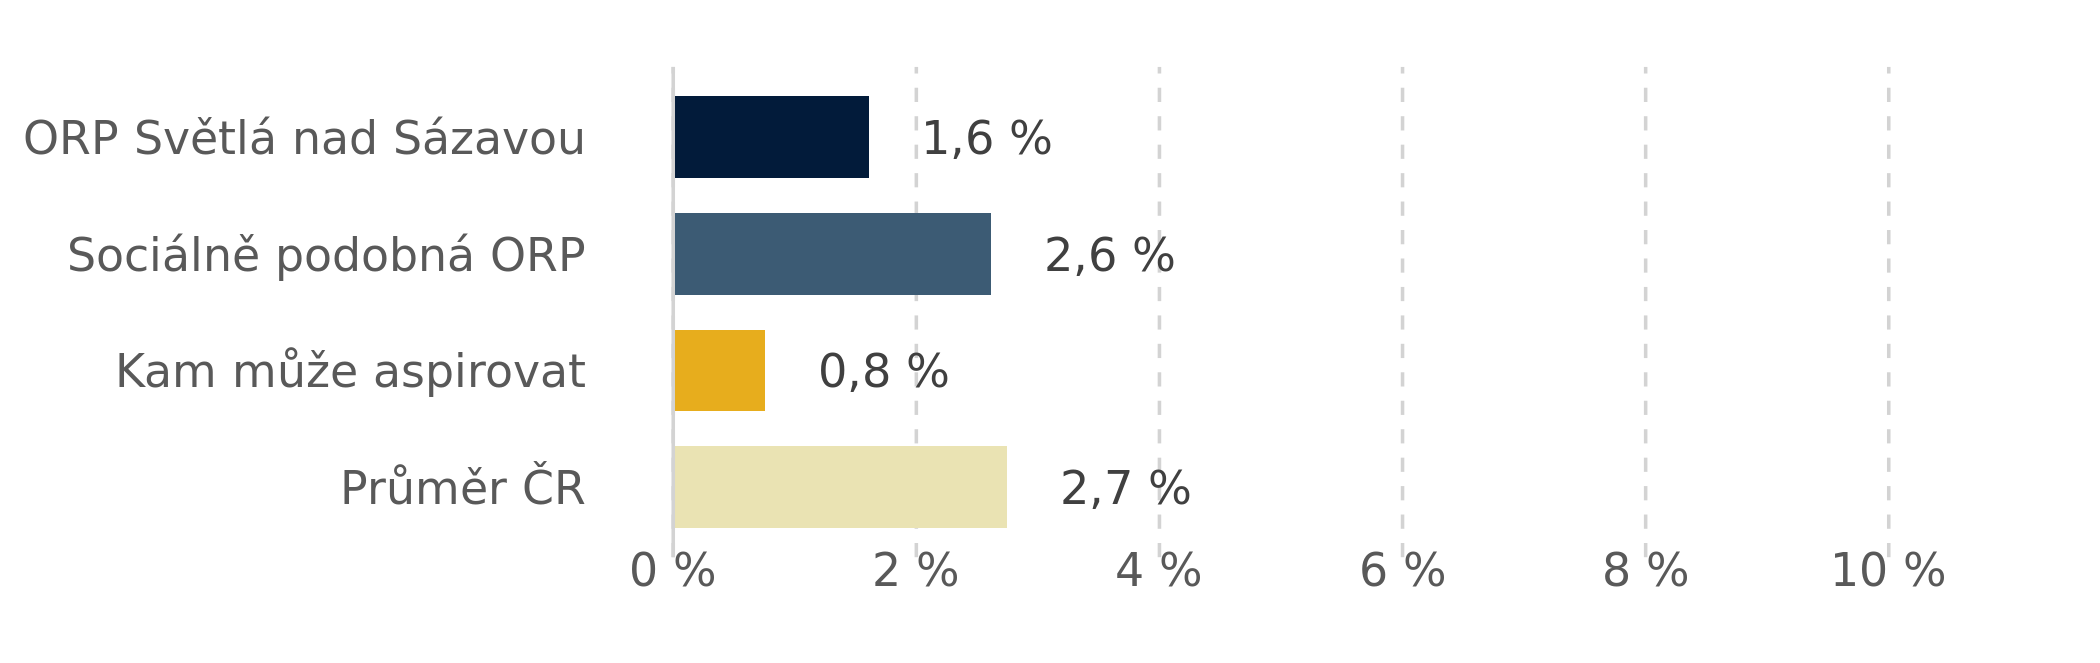 ORP Světlá nad Sázavou
1,6 %
Sociálně podobná ORP
2,6 %
Kam může aspirovat
0,8 %
Průměr ČR
2,7 %
0 % 2 % 4 % 6 % 8 % 10 %